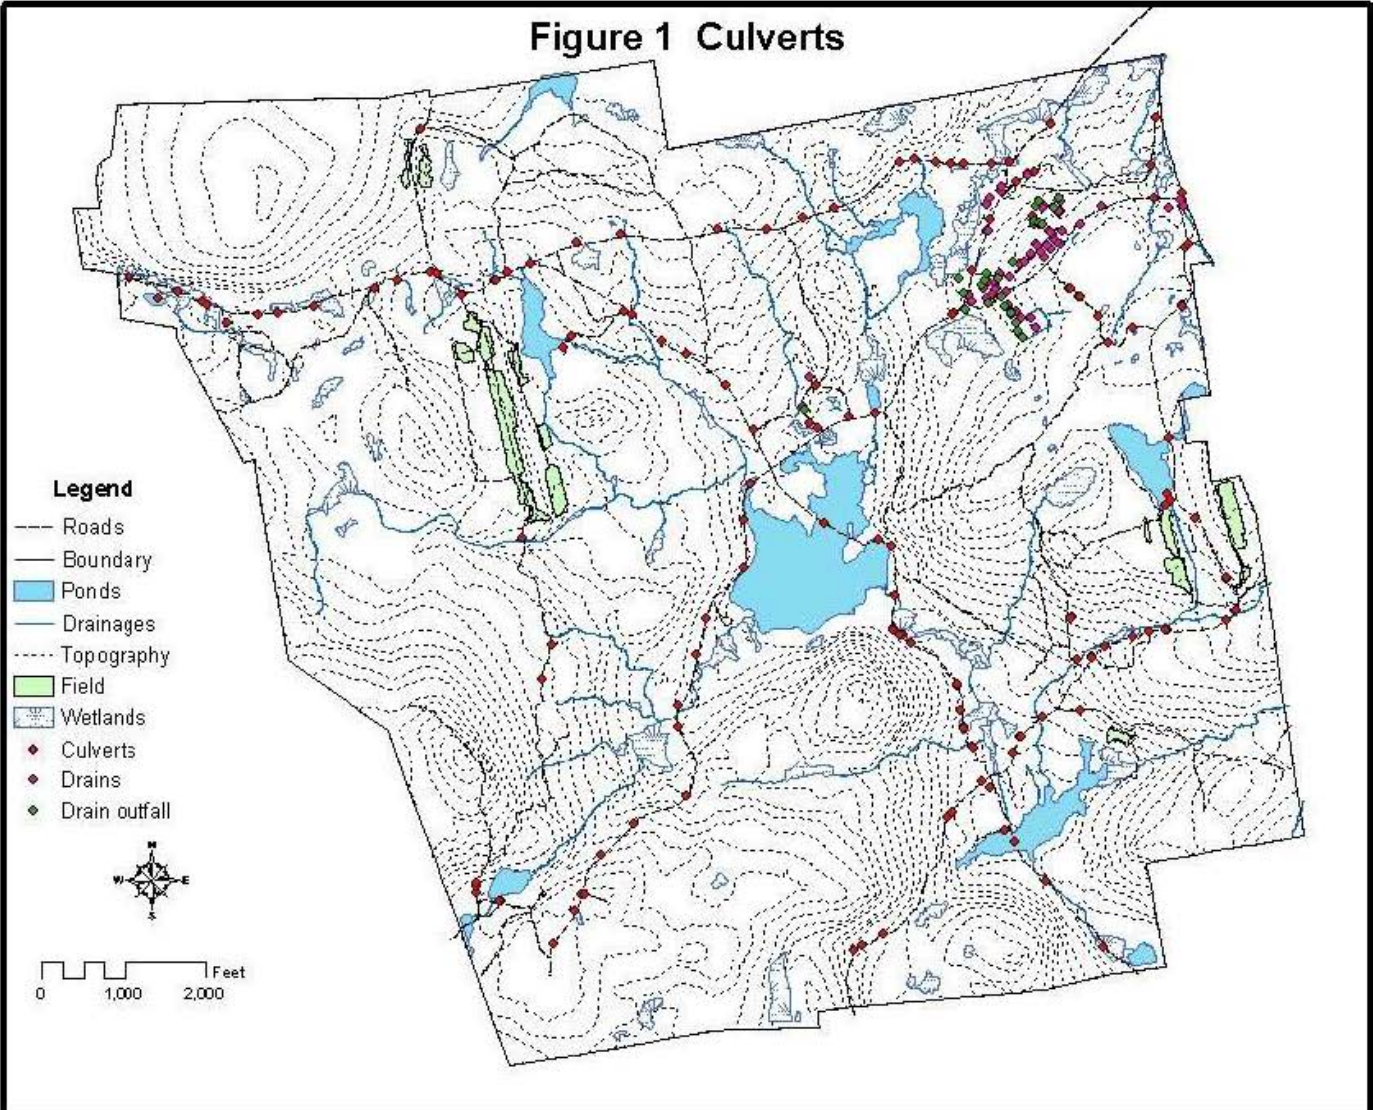 Figure 1 Culverts
Legend
Roads
Boundary
Ponds
Drainages
Topography
Field
Wetlands
Culverts
Drains
Drain outfall
N
W E
S
Feet
0 1,000 2,000